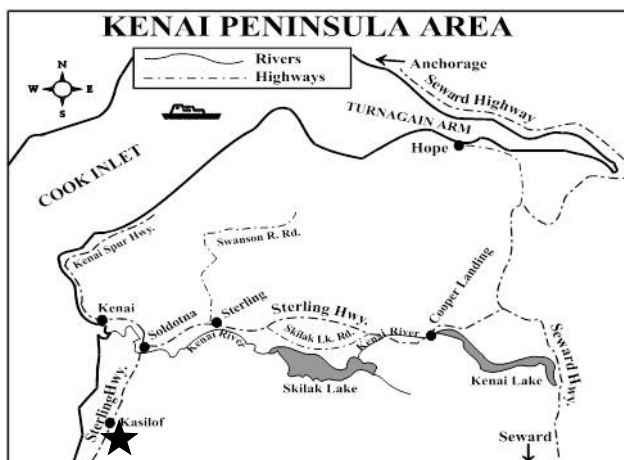 KENAI PENINSULA AREA
Rivers
Highways
Anchorage
Seward Highway
N
W
E
S
TURNAGAIN ARM
Hope
COOK INLET
Kenai Spur Hwy.
Swanson R. Rd.
Kenai
Soldotna
Sterling
Sterling Hwy.
Cooper Landing
Skilak Lk. Rd.
Kenai River
Kenai River
Skilak Lake
Kenai Lake
Seward Hwy.
SterlingHwy.
Kasilof
Seward